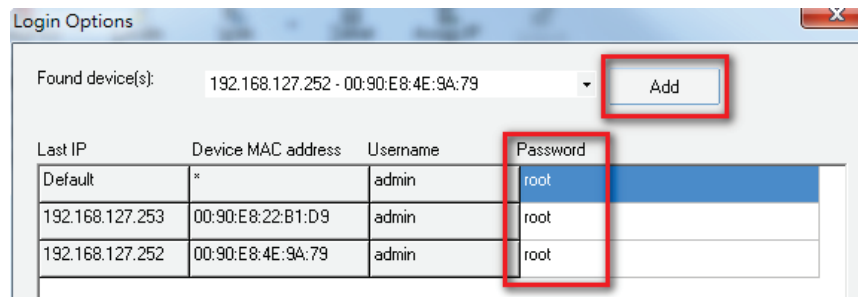 Login Options
Found device(s): 192.168.127.252 - 00:90:E8:4E:9A:79 Add
Last IP Device MAC address Username Password
Default * admin root
192.168.127.253 00:90:E8:22:B1:D9 admin root
192.168.127.252 00:90:E8:4E:9A:79 admin root